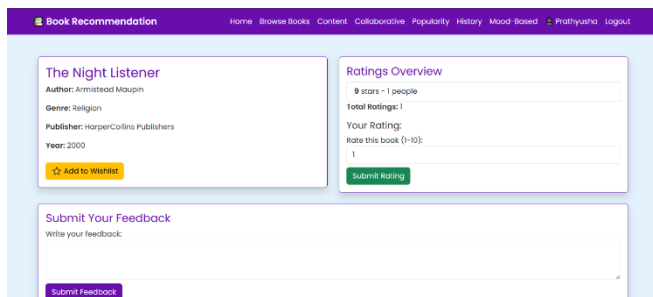 Book Recommendation
Home Browse Books Content Collaborative Popularity History Mood-Based Prathyusha Logout
The Night Listener
Author: Armistead Maupin
Genre: Religion
Publisher: HarperCollins Publishers
Year: 2000
Add to Wishlist
Ratings Overview
9 stars - 1 people
Total Ratings: 1
Your Rating:
Rate this book (1-10):
1
Submit Rating
Submit Your Feedback
Write your feedback:
Submit Feedback